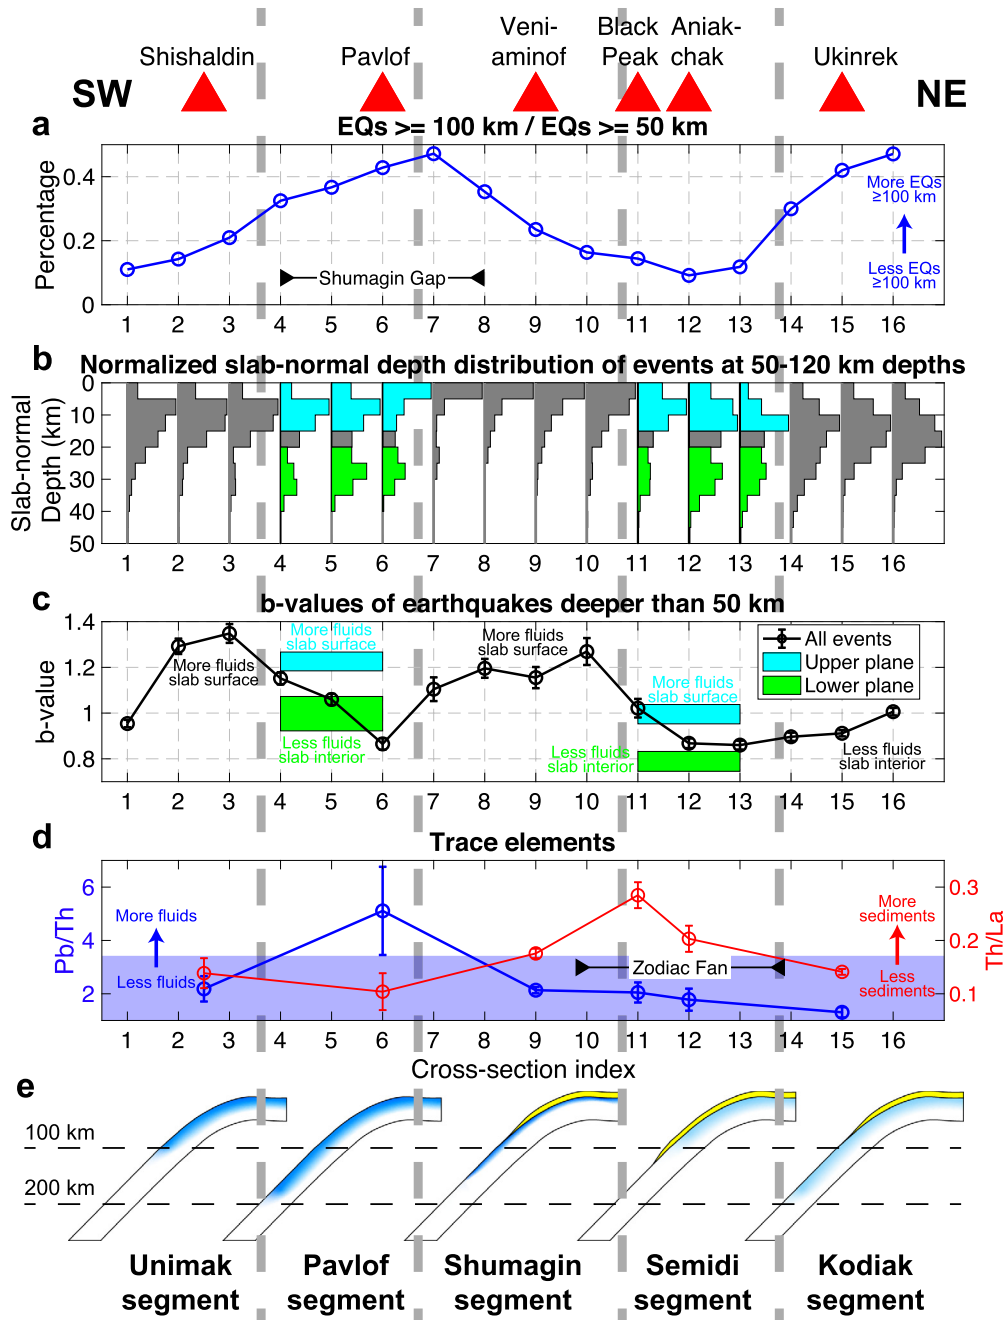 Veni-
Black
Aniak-
Shishaldin
Pavlof
aminof
Peak
chak
Ukinrek
SW
NE
a
EQs >= 100 km / EQs >= 50 km
Percentage
0.4
0.2
0
More EQs
≥100 km
Less EQs
≥100 km
Shumagin Gap
1 2 3 4 5 6 7 8 9 10 11 12 13 14 15 16
b
Normalized slab-normal depth distribution of events at 50-120 km depths
Slab-normal
Depth (km)
0
10
20
30
40
50
1 2 3 4 5 6 7 8 9 10 11 12 13 14 15 16
c
b-values of earthquakes deeper than 50 km
b-value
1.4
1.2
1
0.8
More fluids
slab surface
More fluids
slab surface
Less fluids
slab interior
More fluids
slab surface
More fluids
slab surface
Less fluids
slab interior
Less fluids
slab interior
All events
Upper plane
Lower plane
1 2 3 4 5 6 7 8 9 10 11 12 13 14 15 16
d
Trace elements
Pb/Th
6
4
2
More fluids
Less fluids
Zodiac Fan
More
sediments
Less
sediments
0.3
0.2
0.1
Th/La
1 2 3 4 5 6 7 8 9 10 11 12 13 14 15 16
Cross-section index
e
100 km
200 km
Unimak
segment
Pavlof
segment
Shumagin
segment
Semidi
segment
Kodiak
segment